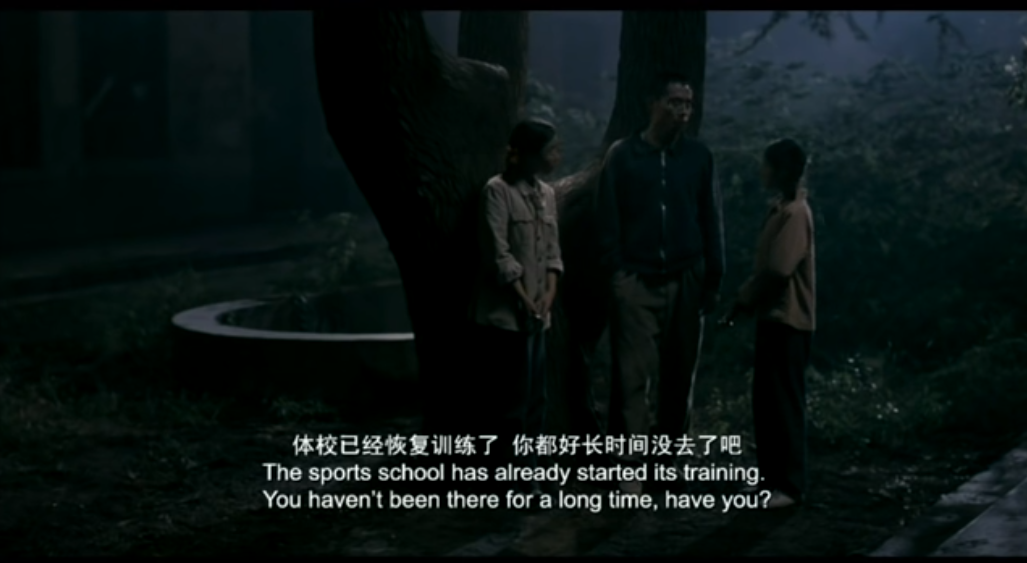 体校已经恢复训练了 你都好长时间没去了吧
The sports school has already started its training.
You haven't been there for a long time, have you?